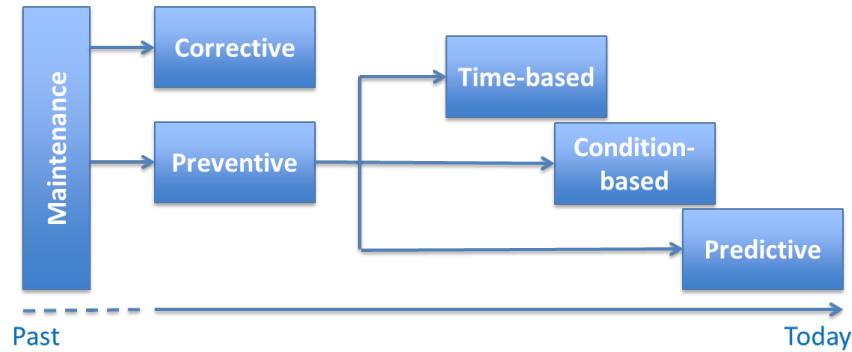 Maintenance
Corrective
Preventive
Time-based
Condition-
based
Predictive
Past
Today